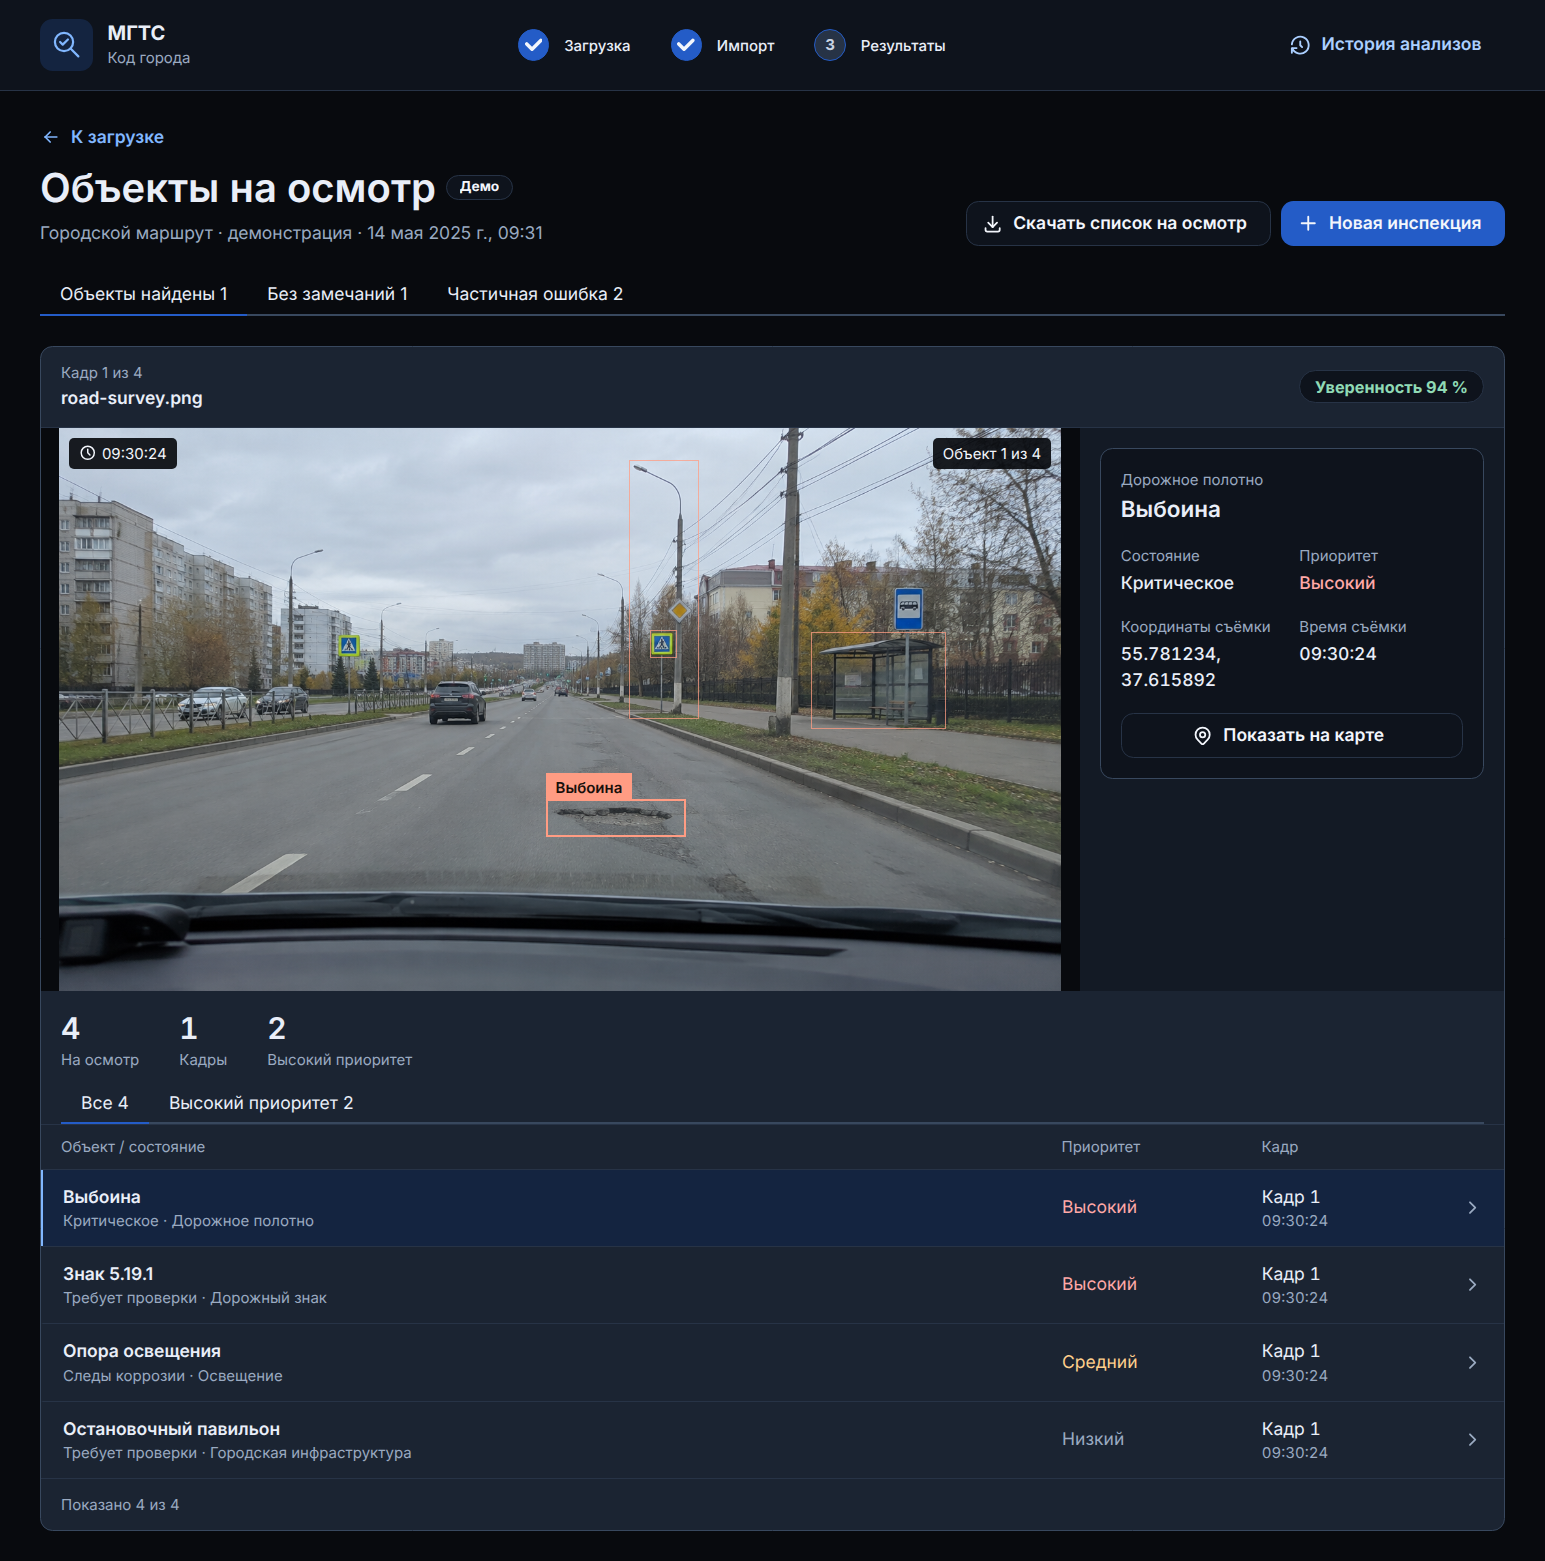 МГТС
Код города
Загрузка
Импорт
3 Результаты
История анализов
К загрузке
Объекты на осмотр Демо
Городской маршрут · демонстрация · 14 мая 2025 г., 09:31
Скачать список на осмотр
Новая инспекция
Объекты найдены 1
Без замечаний 1
Частичная ошибка 2
Кадр 1 из 4
road-survey.png
Уверенность 94 %
09:30:24
Объект 1 из 4
Выбоина
Дорожное полотно
Выбоина
Состояние
Критическое
Приоритет
Высокий
Координаты съёмки
55.781234,
37.615892
Время съёмки
09:30:24
Показать на карте
4
На осмотр
1
Кадры
2
Высокий приоритет
Все 4
Высокий приоритет 2
Объект / состояние
Приоритет
Кадр
Выбоина
Критическое · Дорожное полотно
Высокий
Кадр 1
09:30:24
Знак 5.19.1
Требует проверки · Дорожный знак
Высокий
Кадр 1
09:30:24
Опора освещения
Следы коррозии · Освещение
Средний
Кадр 1
09:30:24
Остановочный павильон
Требует проверки · Городская инфраструктура
Низкий
Кадр 1
09:30:24
Показано 4 из 4